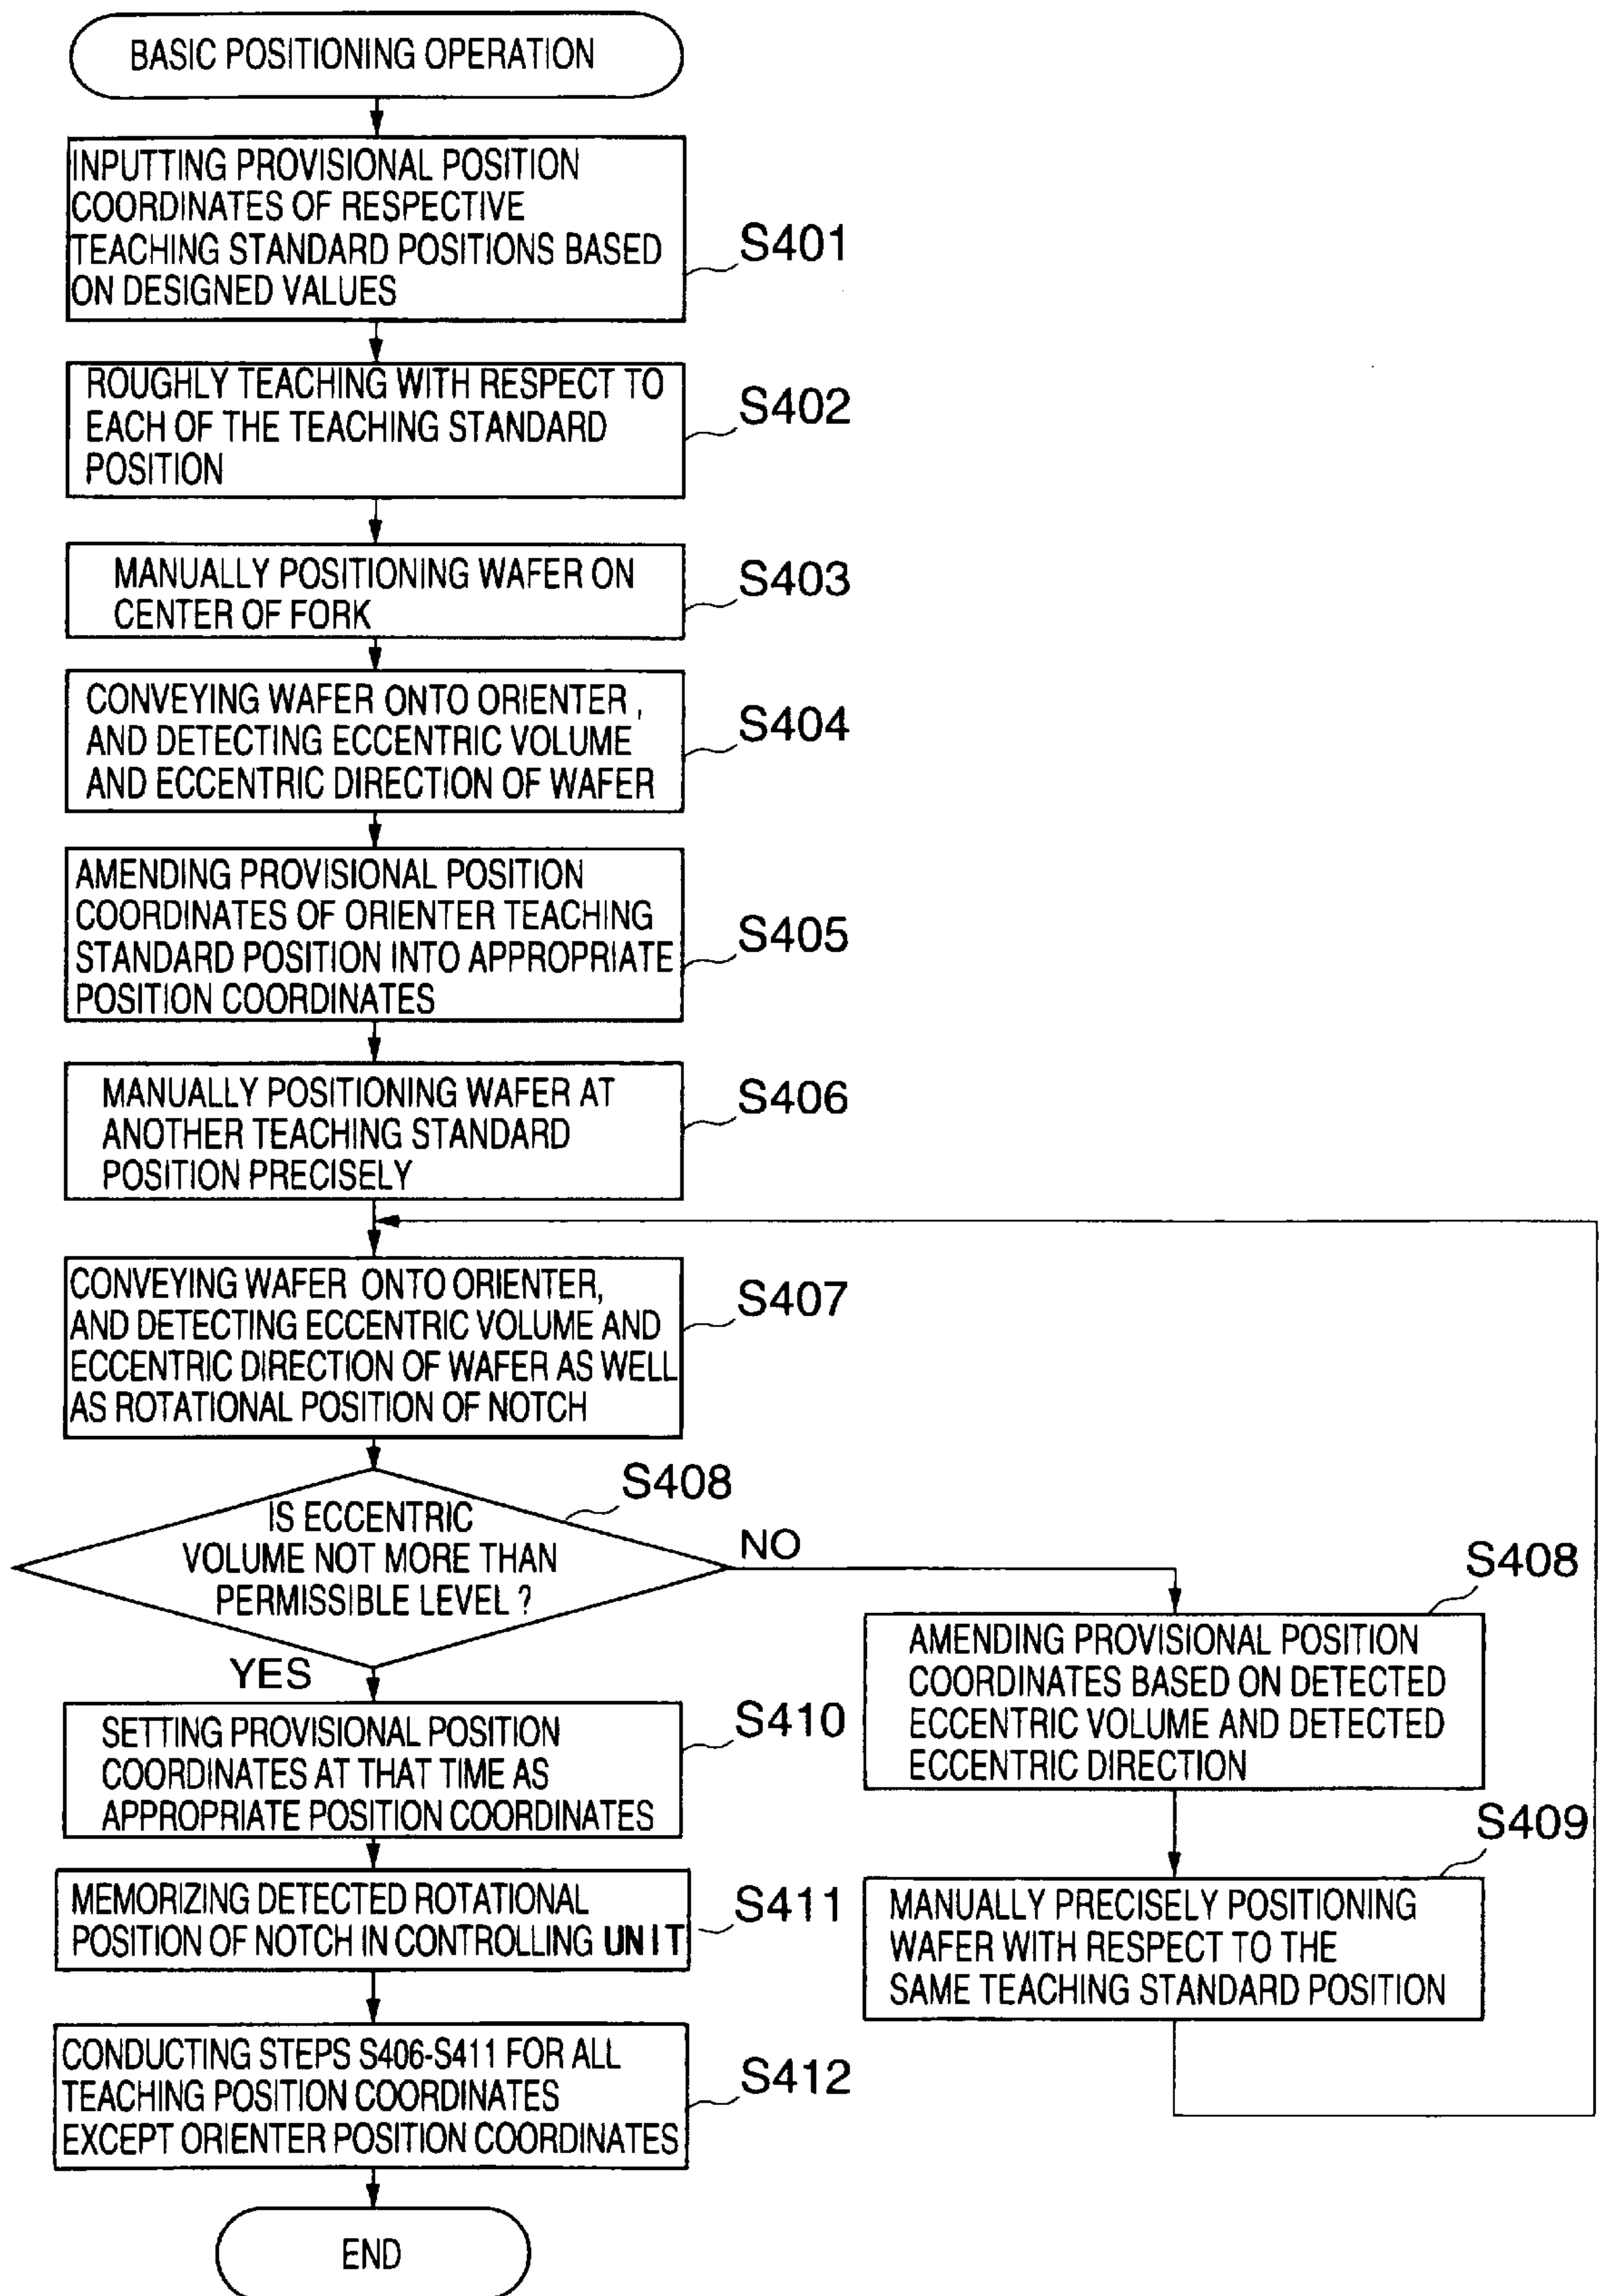 BASIC POSITIONING OPERATION
INPUTTING PROVISIONAL POSITION
COORDINATES OF RESPECTIVE
TEACHING STANDARD POSITIONS BASED
ON DESIGNED VALUES
S401
ROUGHLY TEACHING WITH RESPECT TO
EACH OF THE TEACHING STANDARD
POSITION
S402
MANUALLY POSITIONING WAFER ON
CENTER OF FORK
S403
CONVEYING WAFER ONTO ORIENTER,
AND DETECTING ECCENTRIC VOLUME
AND ECCENTRIC DIRECTION OF WAFER
S404
AMENDING PROVISIONAL POSITION
COORDINATES OF ORIENTER TEACHING
STANDARD POSITION INTO APPROPRIATE
POSITION COORDINATES
S405
MANUALLY POSITIONING WAFER AT
ANOTHER TEACHING STANDARD
POSITION PRECISELY
S406
CONVEYING WAFER ONTO ORIENTER,
AND DETECTING ECCENTRIC VOLUME AND
ECCENTRIC DIRECTION OF WAFER AS WELL
AS ROTATIONAL POSITION OF NOTCH
S407
IS ECCENTRIC
VOLUME NOT MORE THAN
PERMISSIBLE LEVEL ?
S408
NO
YES
S408
AMENDING PROVISIONAL POSITION
COORDINATES BASED ON DETECTED
ECCENTRIC VOLUME AND DETECTED
ECCENTRIC DIRECTION
S409
MANUALLY PRECISELY POSITIONING
WAFER WITH RESPECT TO THE
SAME TEACHING STANDARD POSITION
SETTING PROVISIONAL POSITION
COORDINATES AT THAT TIME AS
APPROPRIATE POSITION COORDINATES
S410
MEMORIZING DETECTED ROTATIONAL
POSITION OF NOTCH IN CONTROLLING UNIT
S411
CONDUCTING STEPS S406-S411 FOR ALL
TEACHING POSITION COORDINATES
EXCEPT ORIENTER POSITION COORDINATES
S412
END